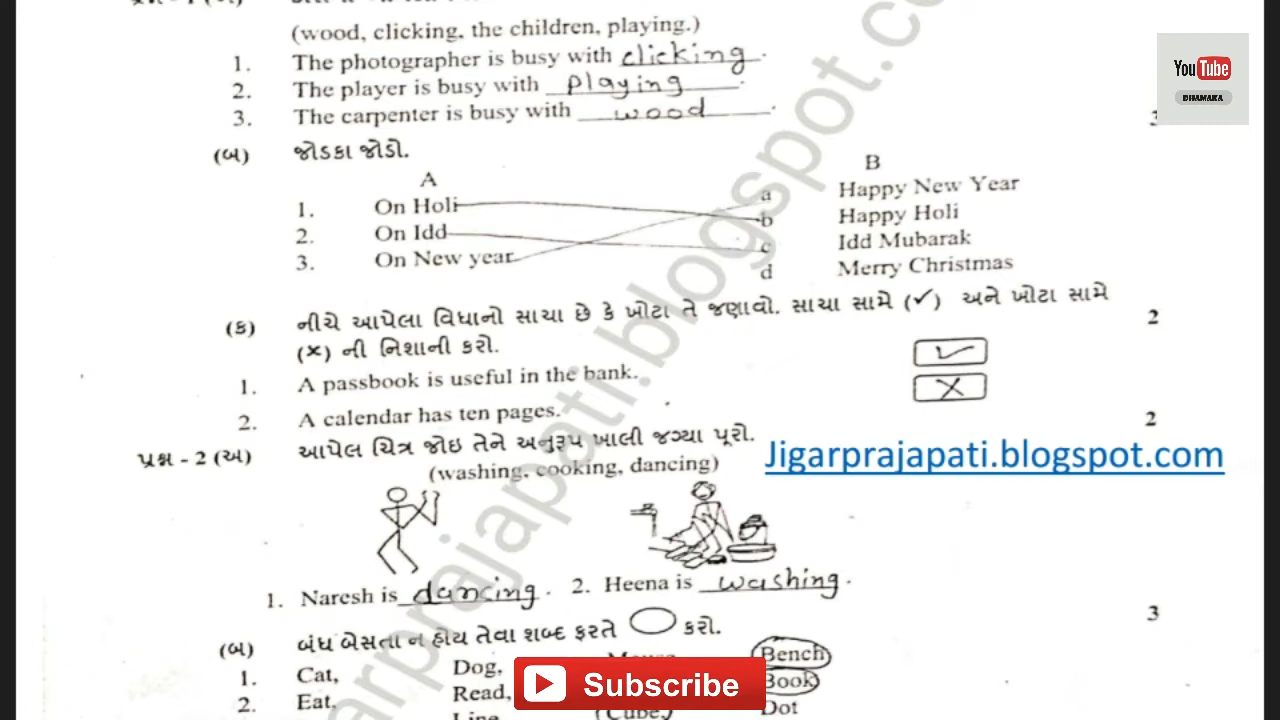 (wood, clicking, the children, playing.)
1. The photographer is busy with clicking.
2. The player is busy with playing.
3. The carpenter is busy with wood.
(બ) જોડકા જોડો.
A B
1. On Holi a Happy New Year
2. On Idd b Happy Holi
3. On New year c Idd Mubarak
d Merry Christmas
(ક) નીચે આપેલા વિધાનો સાચા છે કે ખોટા તે જણાવો. સાચા સામે (✓) અને ખોટા સામે 2
(×) ની નિશાની કરો.
1. A passbook is useful in the bank. ✓
2. A calendar has ten pages. ×
પ્રશ્ન - 2 (અ) આપેલ ચિત્ર જોઇ તેને અનુરૂપ ખાલી જગ્યા પૂરો. 2
(washing, cooking, dancing)
Jigarprajapati.blogspot.com
1. Naresh is dancing. 2. Heena is washing.
(બ) બંધ બેસતા ન હોય તેવા શબ્દ ફરતે કરો. 3
1. Cat, Dog, Bench
2. Eat, Read, Book
Line (Cube,) Dot
YouTube
DHAMAKA
Subscribe
jigarprajapati.blogspot.co